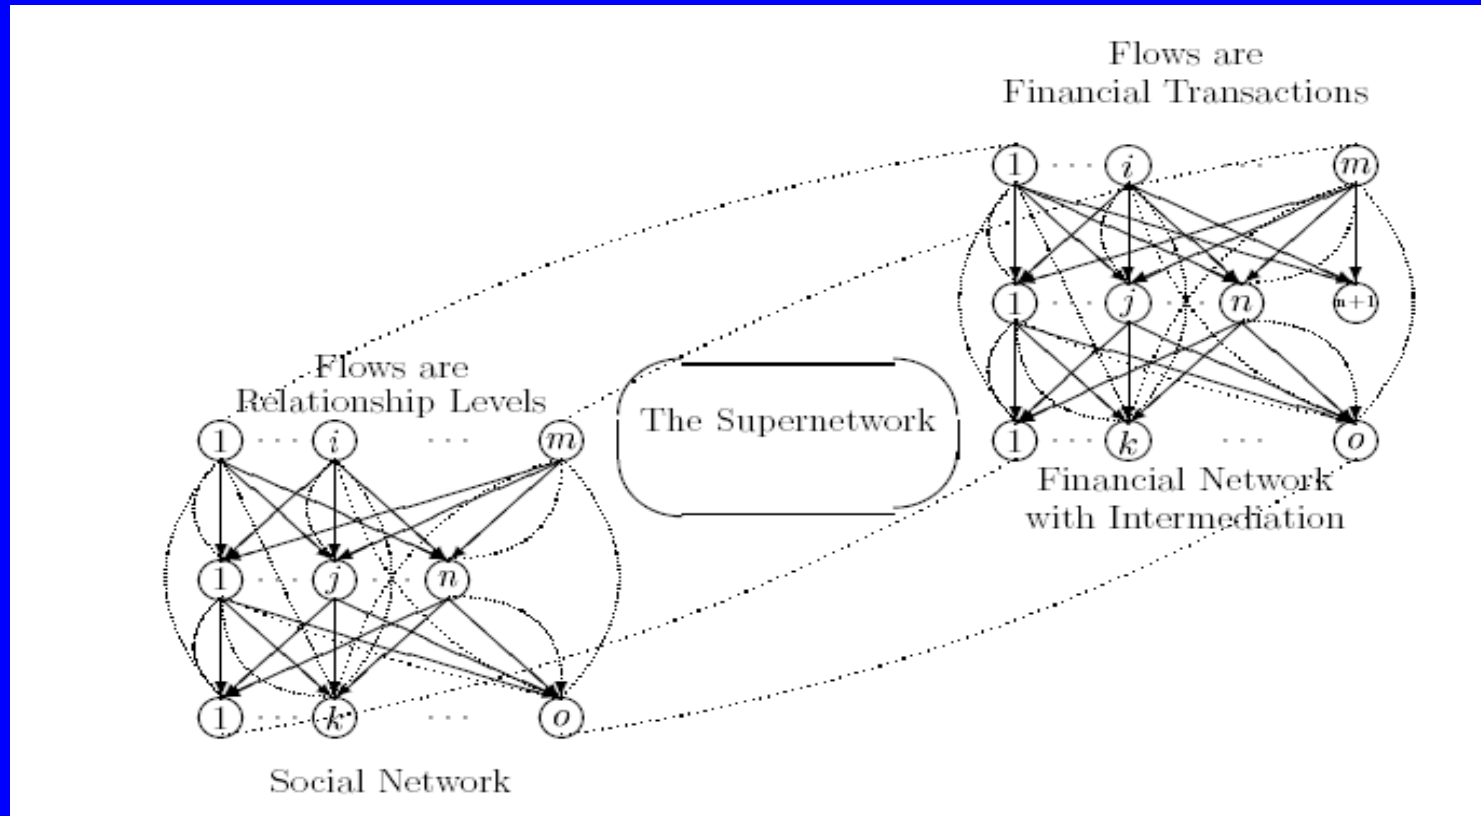 Flows are
Financial Transactions
1 · · · i · · · m
1 · · · j · · · n n+1
1 · · · k · · · o
Financial Network
with Intermediation
The Supernetwork
Flows are
Relationship Levels
1 · · · i · · · m
1 · · · j · · · n
1 · · · k · · · o
Social Network